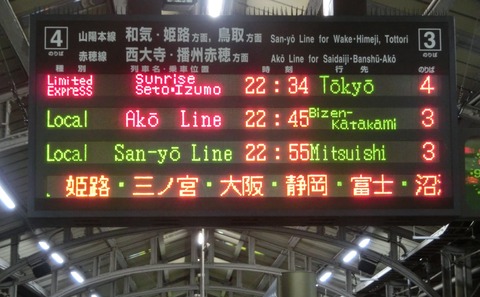 4 のりば 山陽本線 和気・姫路方面,鳥取方面 San-yō Line for Wake·Himeji, Tottori 3 のりば
赤穂線 西大寺・播州赤穂方面 Akō Line for Saidaiji·Banshū-Akō
種別 列車名・乗車位置 時刻 行先 のりば
Limited Express Sunrise Seto·Izumo 22:34 Tōkyō 4
Local Akō Line 22:45 Bizen-Katakami 3
Local San-yō Line 22:55 Mitsuishi 3
姫路・三ノ宮・大阪・静岡・富士・沼